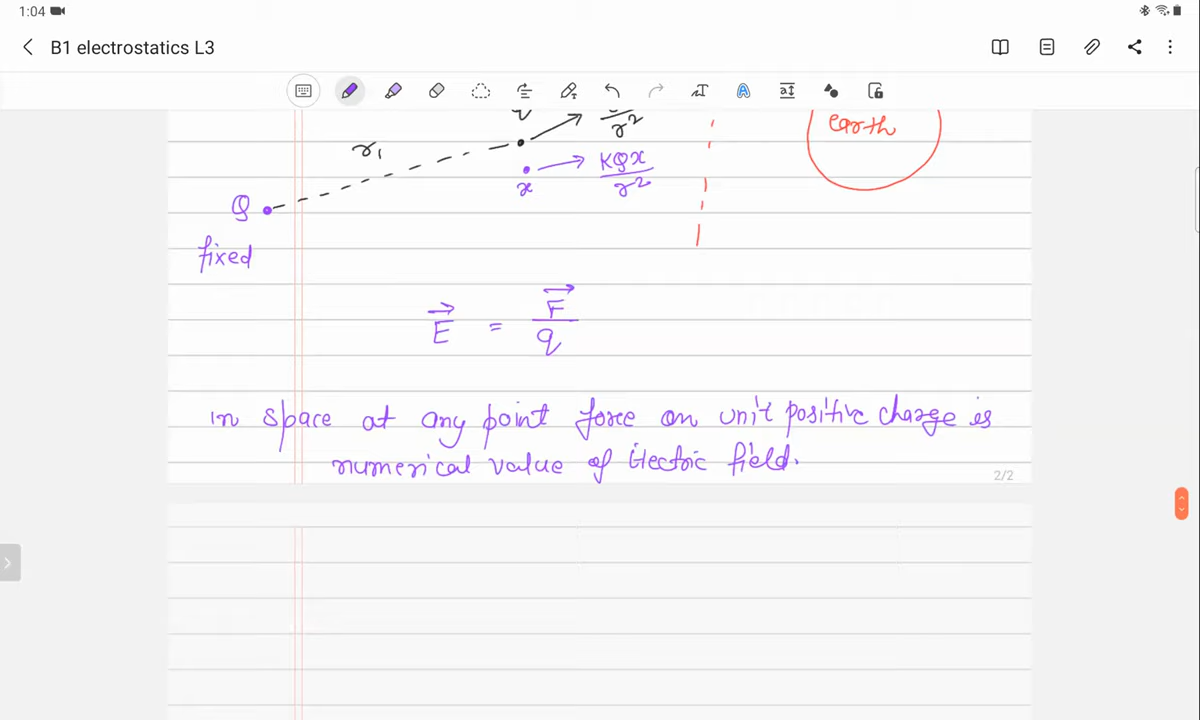 1:04
B1 electrostatics L3
earth
r₁
KQx
r²
r²
x
Q
fixed
E⃗ = F⃗
q
In space at any point force on unit positive charge is
numerical value of Electric field.
2/2